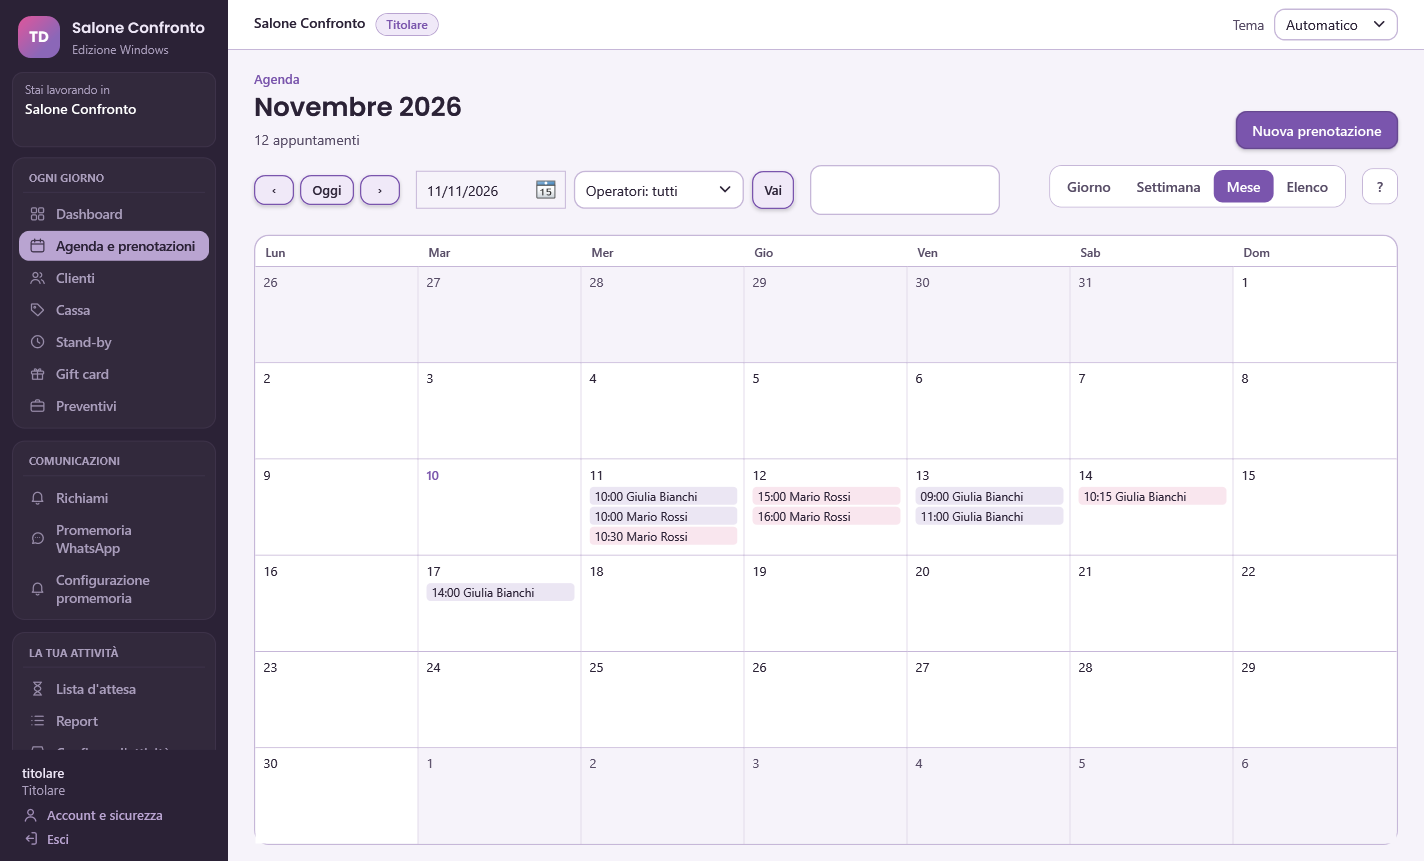 TD
Salone Confronto
Edizione Windows
Stai lavorando in
Salone Confronto
OGNI GIORNO
Dashboard
Agenda e prenotazioni
Clienti
Cassa
Stand-by
Gift card
Preventivi
COMUNICAZIONI
Richiami
Promemoria
WhatsApp
Configurazione
promemoria
LA TUA ATTIVITÀ
Lista d'attesa
Report
titolare
Titolare
Account e sicurezza
Esci
Salone Confronto Titolare
Tema Automatico
Agenda
Novembre 2026
12 appuntamenti
Nuova prenotazione
‹ Oggi › 11/11/2026 15 Operatori: tutti Vai
Giorno Settimana Mese Elenco ?
Lun Mar Mer Gio Ven Sab Dom
26 27 28 29 30 31 1
2 3 4 5 6 7 8
9 10 11 12 13 14 15
10:00 Giulia Bianchi 15:00 Mario Rossi 09:00 Giulia Bianchi 10:15 Giulia Bianchi
10:00 Mario Rossi 16:00 Mario Rossi 11:00 Giulia Bianchi
10:30 Mario Rossi
16 17 18 19 20 21 22
14:00 Giulia Bianchi
23 24 25 26 27 28 29
30 1 2 3 4 5 6